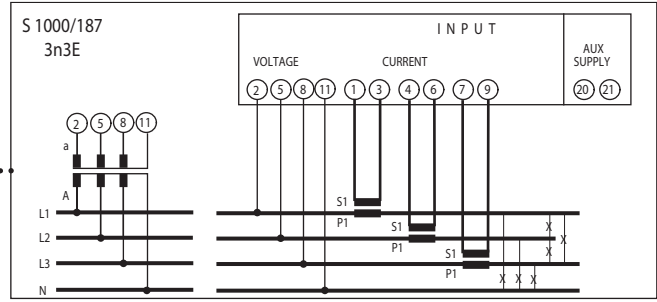 S 1000/187
3n3E
INPUT
VOLTAGE CURRENT
AUX
SUPPLY
2 5 8 11 1 3 4 6 7 9 20 21
2 5 8 11
a
A
S1
L1
P1
S1
L2
P1
S1
L3
P1
N
X
X
X
X X X